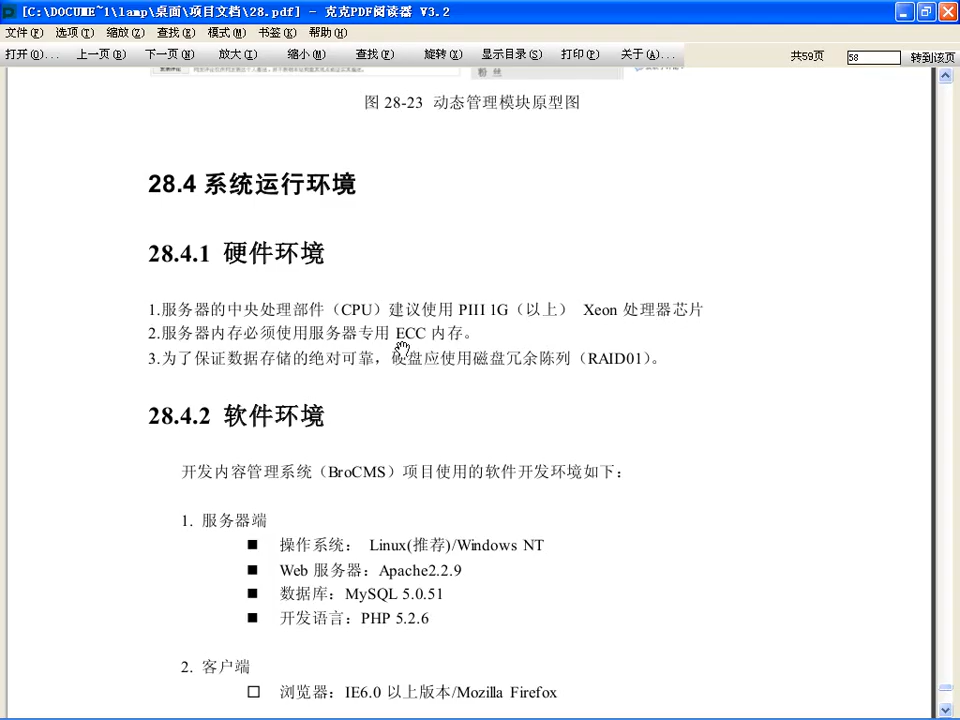 [C:\DOCUME~1\lamp\桌面\项目文档\28.pdf] - 克克PDF阅读器 V3.2
文件(F) 选项(T) 缩放(Z) 查找(E) 模式(M) 书签(K) 帮助(H)
打开(O)... 上一页(B) 下一页(N) 放大(I) 缩小(M) 查找(F) 旋转(X) 显示目录(S) 打印(P) 关于(A)... 共59页 58 转到该页
粉 丝
图 28-23 动态管理模块原型图
28.4 系统运行环境
28.4.1 硬件环境
1.服务器的中央处理部件（CPU）建议使用 PIII 1G（以上） Xeon 处理器芯片
2.服务器内存必须使用服务器专用 ECC 内存。
3.为了保证数据存储的绝对可靠，硬盘应使用磁盘冗余陈列（RAID01）。
28.4.2 软件环境
开发内容管理系统（BroCMS）项目使用的软件开发环境如下：
1. 服务器端
■ 操作系统： Linux(推荐)/Windows NT
■ Web 服务器：Apache2.2.9
■ 数据库：MySQL 5.0.51
■ 开发语言：PHP 5.2.6
2. 客户端
□ 浏览器：IE6.0 以上版本/Mozilla Firefox